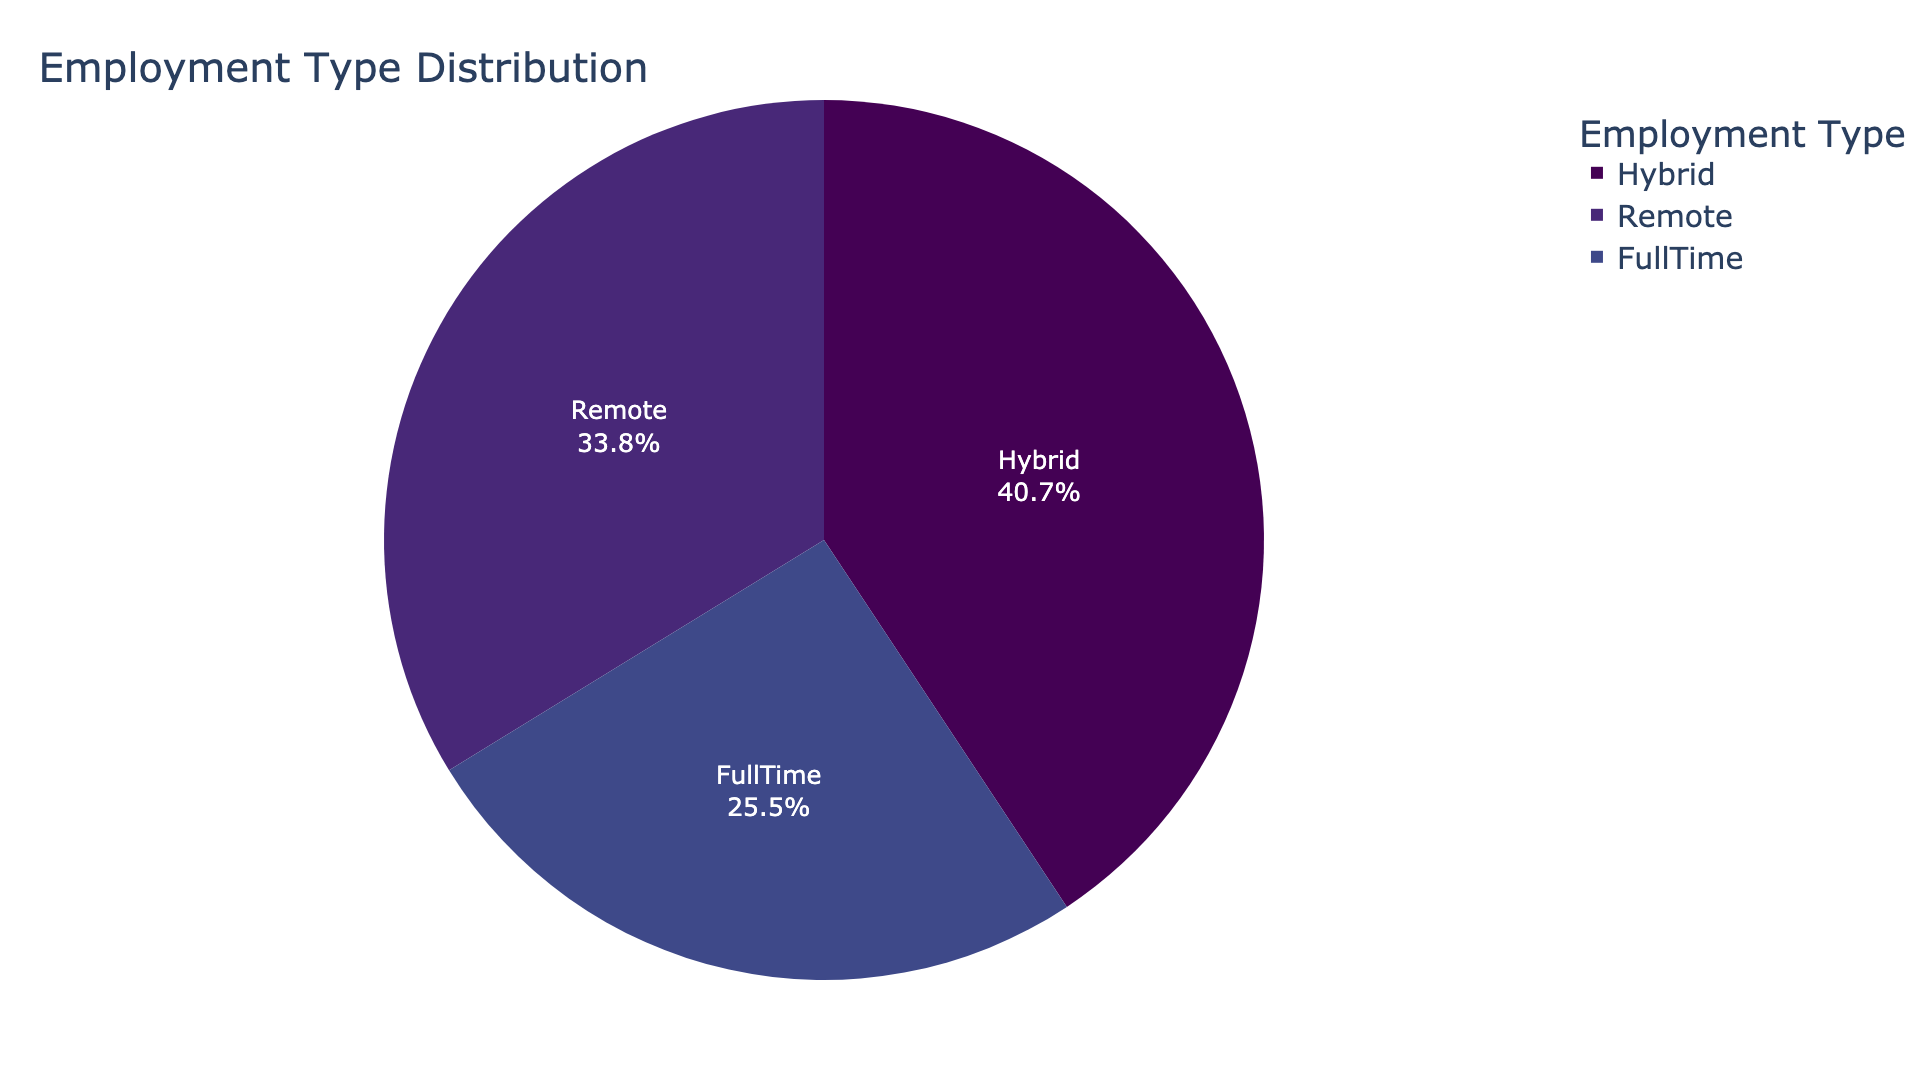 Employment Type Distribution
Employment Type
Hybrid
Remote
FullTime
Remote
33.8%
Hybrid
40.7%
FullTime
25.5%